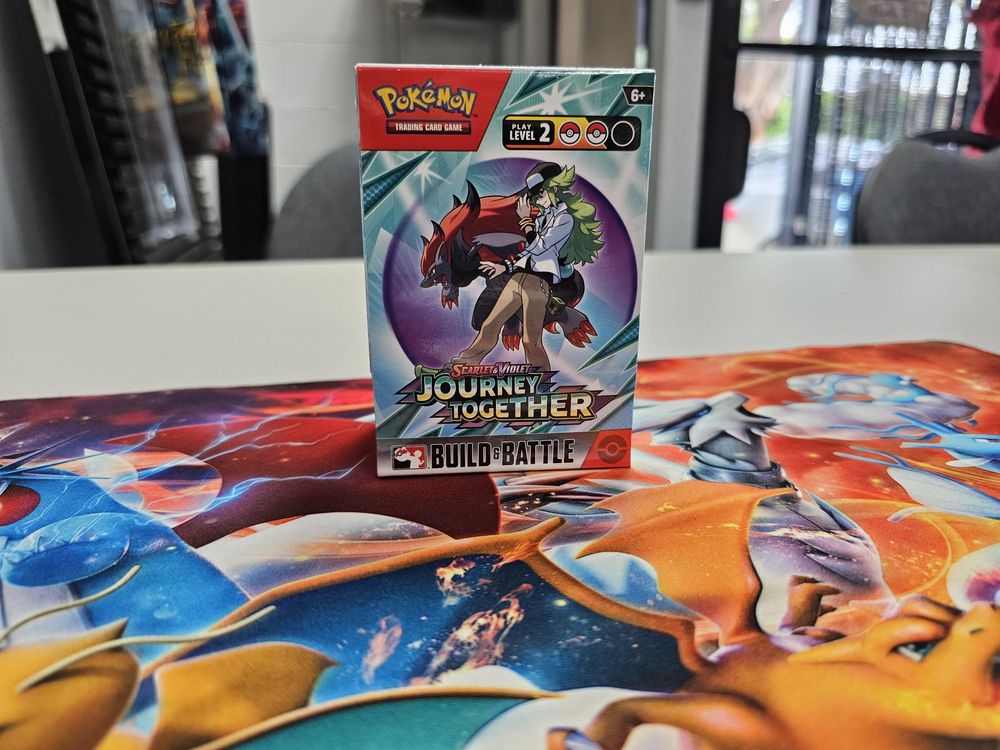 POKéMON
TRADING CARD GAME
6+
PLAY
LEVEL 2
SCARLET & VIOLET
JOURNEY
TOGETHER
BUILD & BATTLE